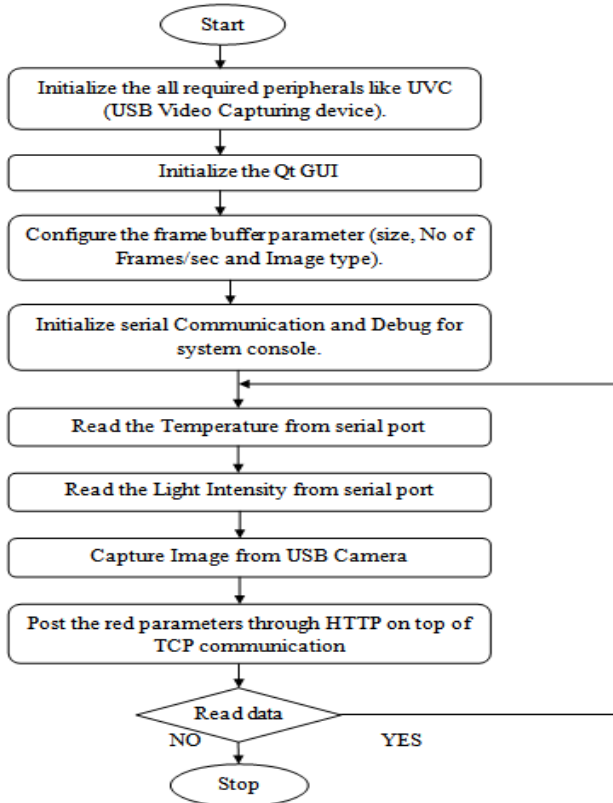 Start
Initialize the all required peripherals like UVC
(USB Video Capturing device).
Initialize the Qt GUI
Configure the frame buffer parameter (size, No of
Frames/sec and Image type).
Initialize serial Communication and Debug for
system console.
Read the Temperature from serial port
Read the Light Intensity from serial port
Capture Image from USB Camera
Post the red parameters through HTTP on top of
TCP communication
Read data
NO YES
Stop